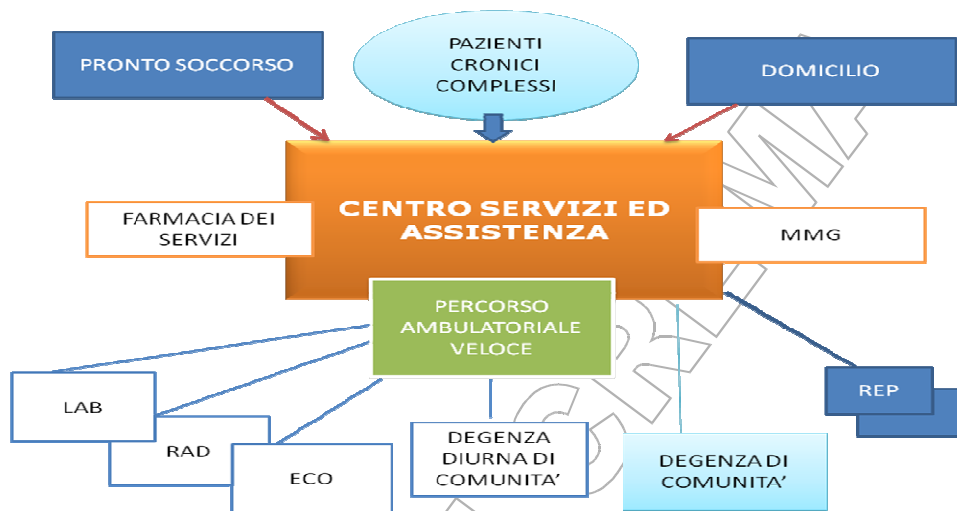 PRONTO SOCCORSO
PAZIENTI
CRONICI
COMPLESSI
DOMICILIO
CENTRO SERVIZI ED
ASSISTENZA
FARMACIA DEI
SERVIZI
MMG
PERCORSO
AMBULATORIALE
VELOCE
LAB
RAD
ECO
DEGENZA
DIURNA DI
COMUNITA’
DEGENZA DI
COMUNITA’
REP